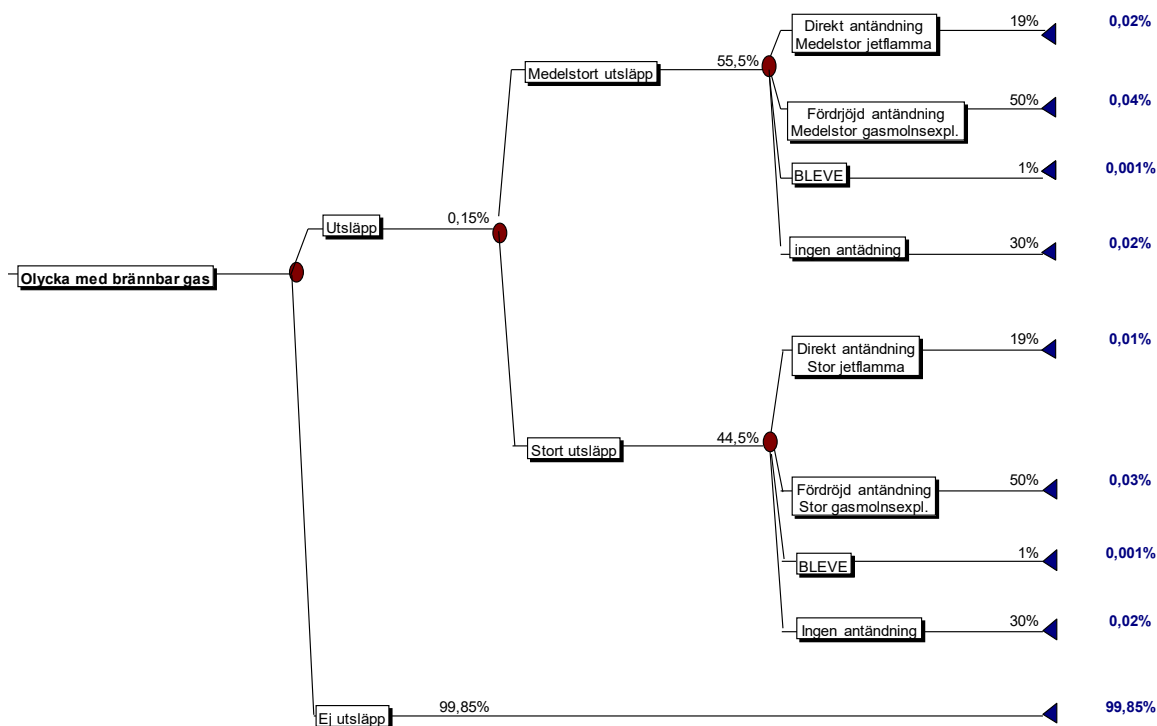 Direkt antändning
Medelstor jetflamma
19%
0,02%
Medelstort utsläpp
55,5%
Fördrjöjd antändning
Medelstor gasmolnsexpl.
50%
0,04%
BLEVE
1%
0,001%
Utsläpp
0,15%
ingen antädning
30%
0,02%
Olycka med brännbar gas
Direkt antändning
Stor jetflamma
19%
0,01%
Stort utsläpp
44,5%
Fördröjd antändning
Stor gasmolnsexpl.
50%
0,03%
BLEVE
1%
0,001%
Ingen antändning
30%
0,02%
Ej utsläpp
99,85%
99,85%